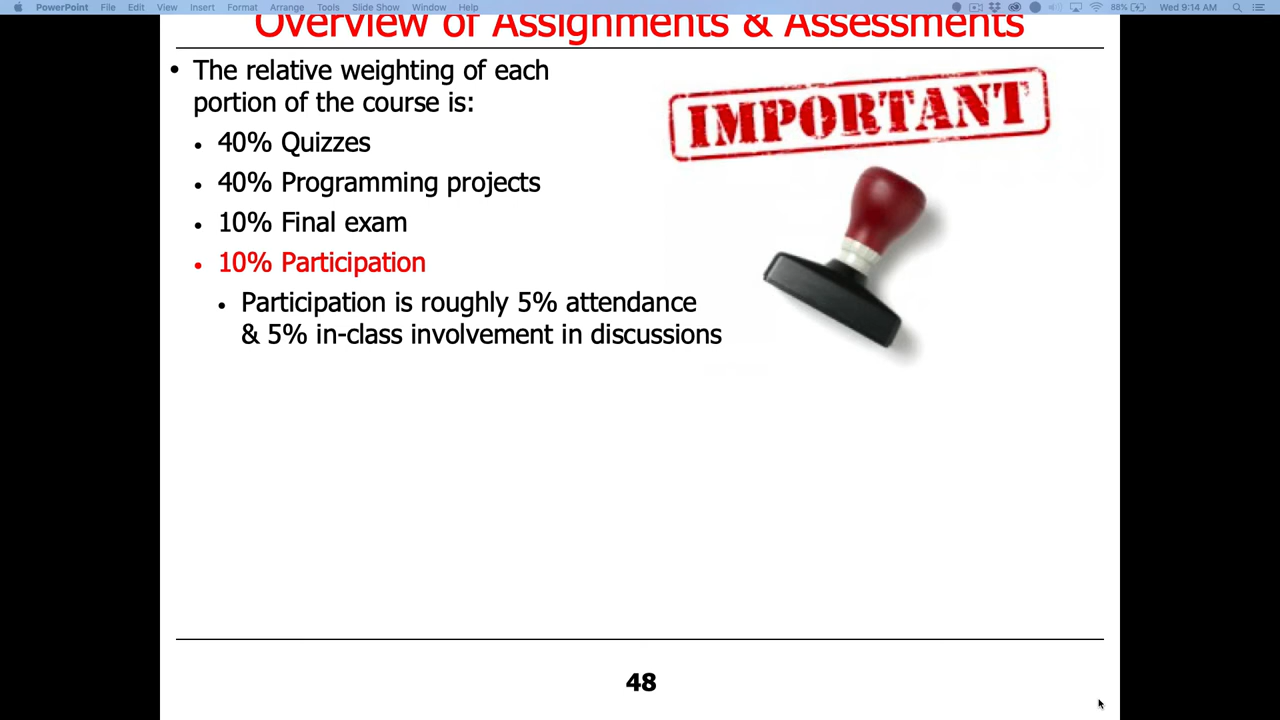 PowerPoint File Edit View Insert Format Arrange Tools Slide Show Window Help 88% Wed 9:14 AM
Overview of Assignments & Assessments
• The relative weighting of each
portion of the course is:
• 40% Quizzes
• 40% Programming projects
• 10% Final exam
• 10% Participation
• Participation is roughly 5% attendance
& 5% in-class involvement in discussions
IMPORTANT
48